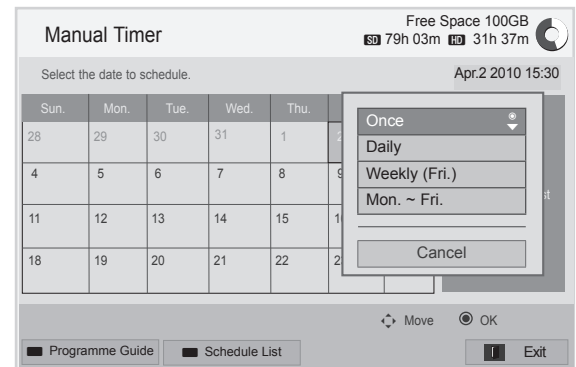 Manual Timer
Free Space 100GB
SD 79h 03m HD 31h 37m
Select the date to schedule.
Apr.2 2010 15:30
Sun. Mon. Tue. Wed. Thu.
28 29 30 31 1 2
4 5 6 7 8 9
11 12 13 14 15
18 19 20 21 22
Once
Daily
Weekly (Fri.)
Mon. ~ Fri.
Cancel
Move OK
Programme Guide Schedule List Exit